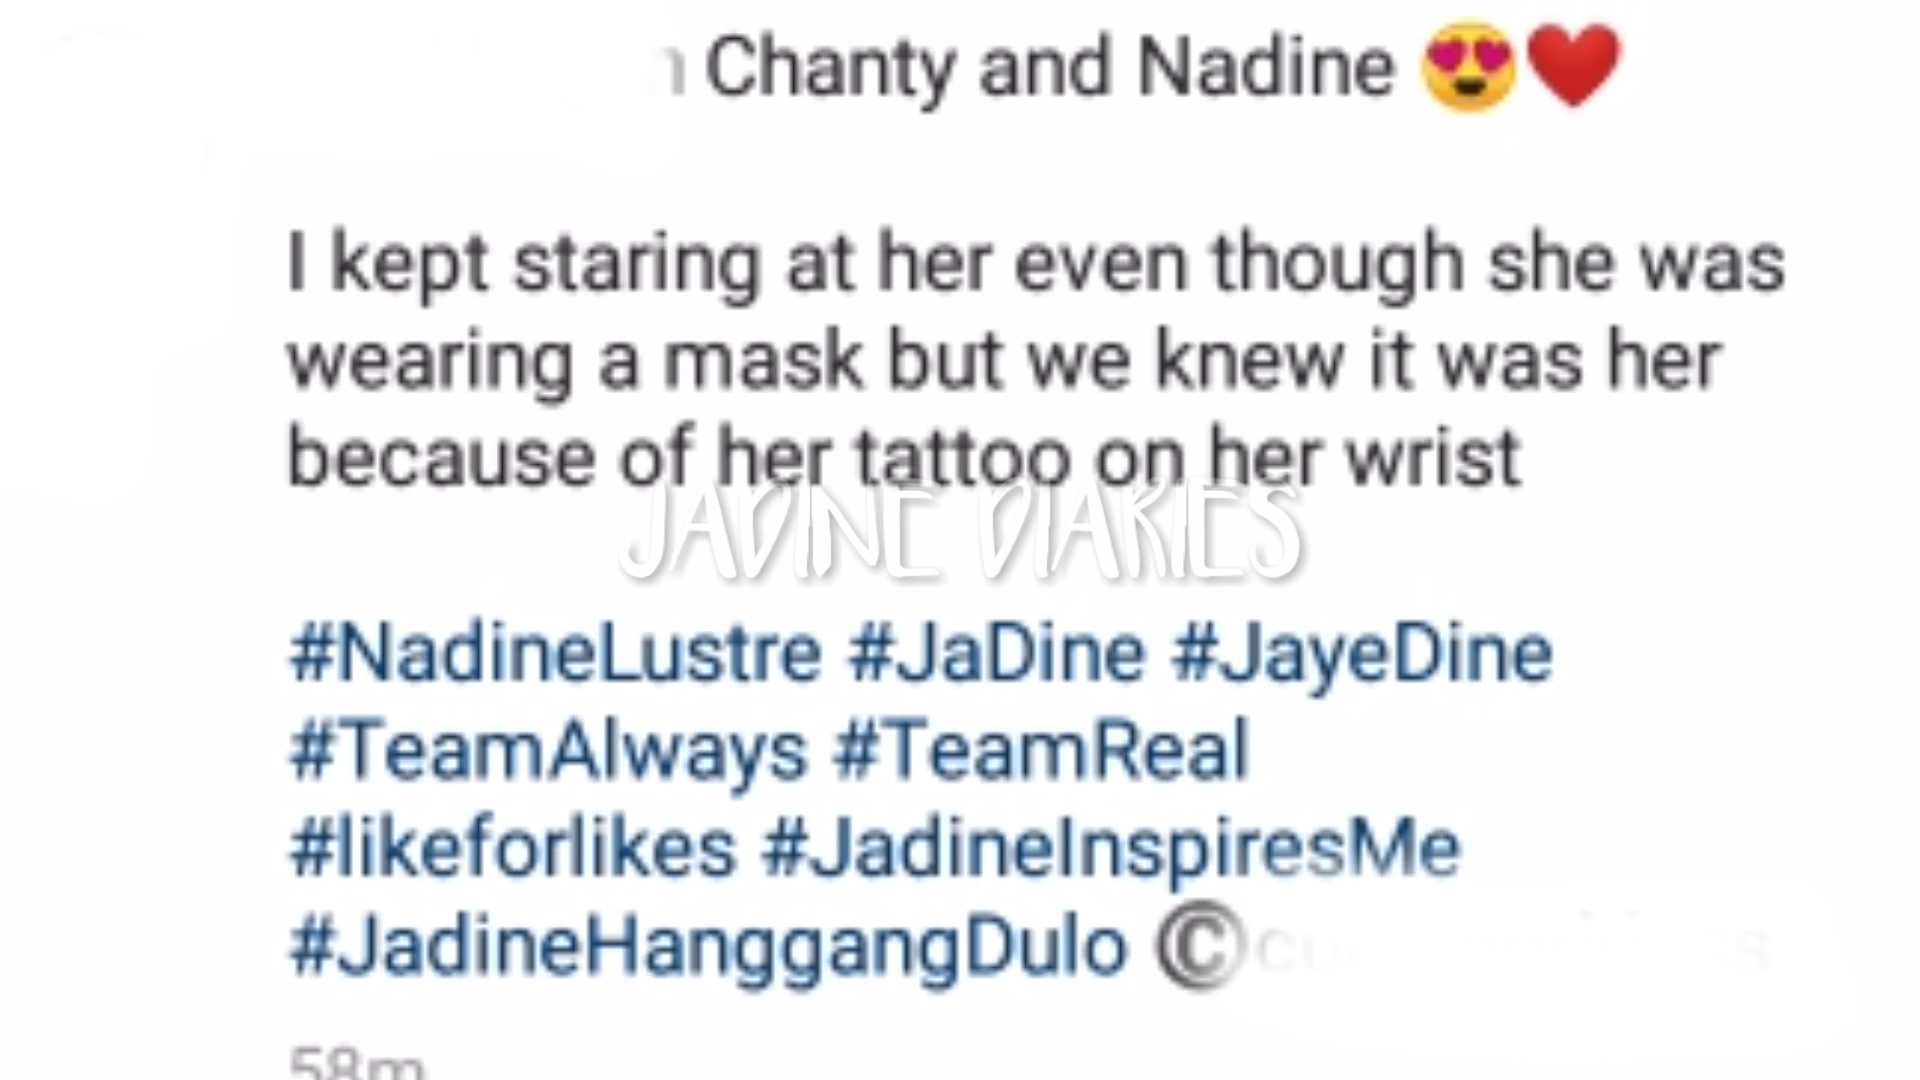 Chanty and Nadine 😍❤️
I kept staring at her even though she was
wearing a mask but we knew it was her
because of her tattoo on her wrist
JADINE DIARIES
#NadineLustre #JaDine #JayeDine
#TeamAlways #TeamReal
#likeforlikes #JadineInspiresMe
#JadineHanggangDulo ©
58m